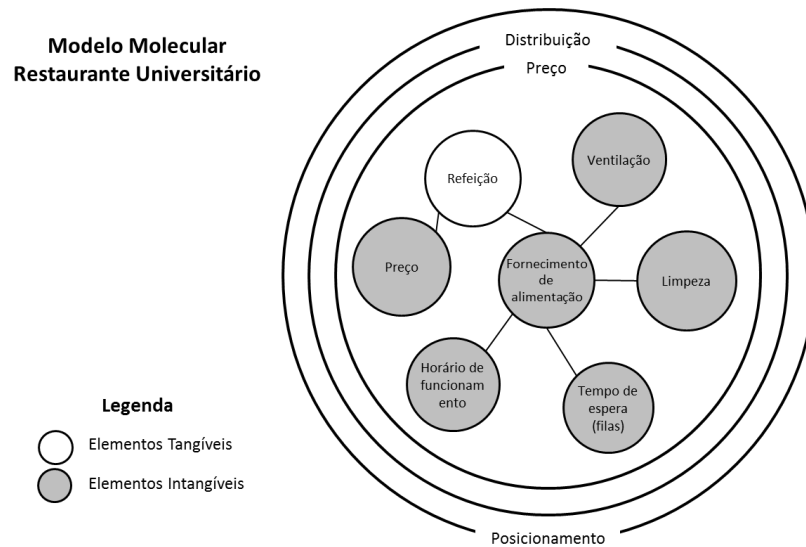 Modelo Molecular
Restaurante Universitário
Distribuição
Preço
Ventilação
Refeição
Preço
Fornecimento
de
alimentação
Limpeza
Horário de
funcionam
ento
Tempo de
espera
(filas)
Legenda
Elementos Tangíveis
Elementos Intangíveis
Posicionamento